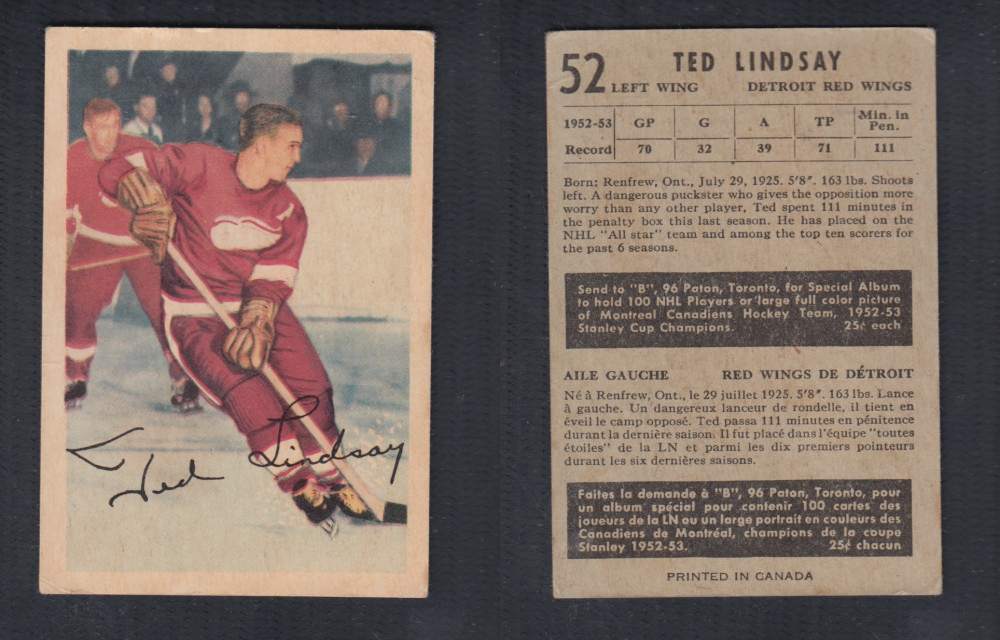 A
Ted Lindsay
52
TED LINDSAY
LEFT WING DETROIT RED WINGS
1952-53 GP G A TP Min. in Pen.
Record 70 32 39 71 111
Born: Renfrew, Ont., July 29, 1925. 5'8". 163 lbs. Shoots
left. A dangerous puckster who gives the opposition more
worry than any other player, Ted spent 111 minutes in
the penalty box this last season. He has placed on the
NHL "All star" team and among the top ten scorers for
the past 6 seasons.
Send to "B", 96 Paton, Toronto, for Special Album
to hold 100 NHL Players or large full color picture
of Montreal Canadiens Hockey Team, 1952-53
Stanley Cup Champions. 25¢ each
AILE GAUCHE RED WINGS DE DÉTROIT
Né à Renfrew, Ont., le 29 juillet 1925. 5'8". 163 lbs. Lance
à gauche. Un dangereux lanceur de rondelle, il tient en
éveil le camp opposé. Ted passa 111 minutes en pénitence
durant la dernière saison. Il fut placé dans l'équipe "toutes
étoiles" de la LN et parmi les dix premiers pointeurs
durant les six dernières saisons.
Faites la demande à "B", 96 Paton, Toronto, pour
un album spécial pour contenir 100 cartes des
joueurs de la LN ou un large portrait en couleurs des
Canadiens de Montréal, champions de la coupe
Stanley 1952-53. 25¢ chacun
PRINTED IN CANADA